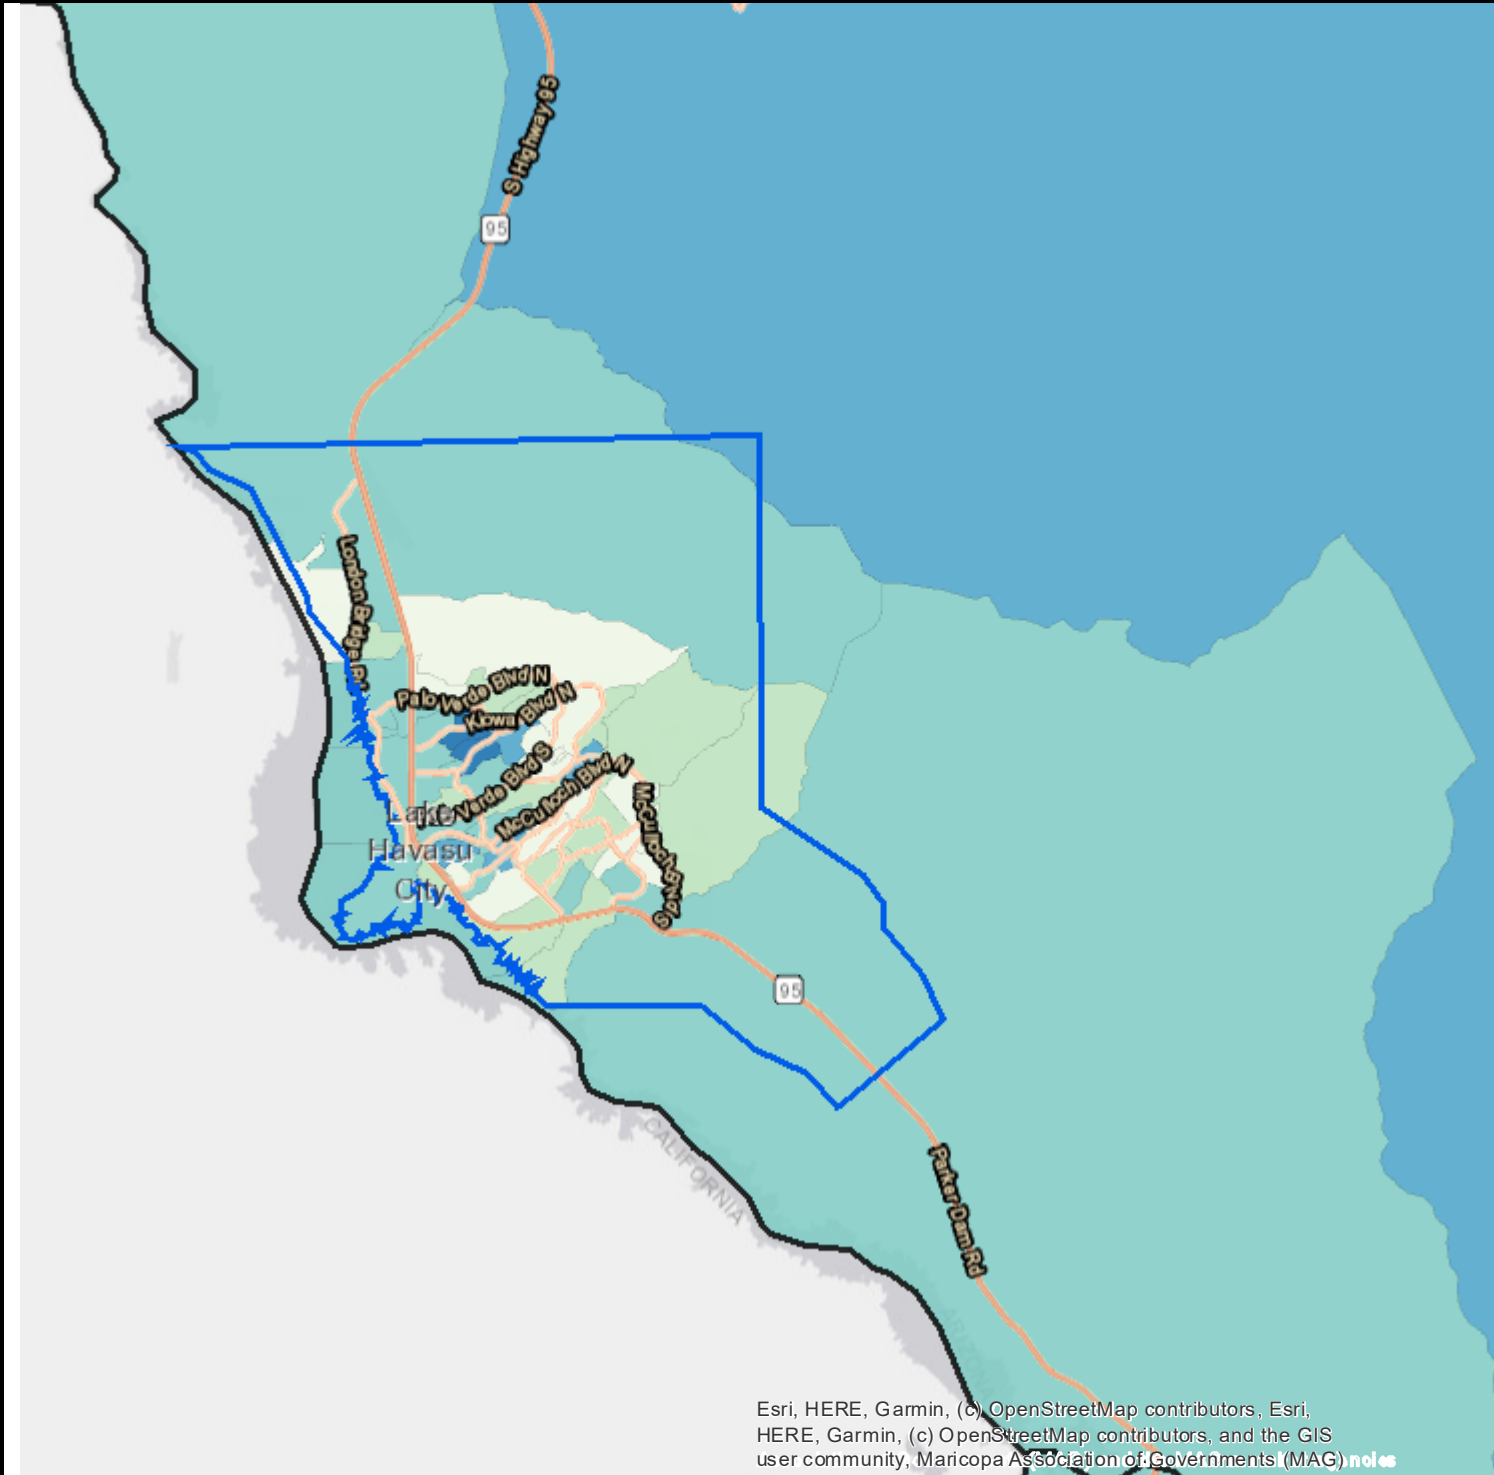 S Highway 95
95
London Bridge Rd
Palo Verde Blvd N
Kiowa Blvd N
Verde Blvd S
McCulloch Blvd N
McCulloch Blvd S
Lake
Havasu
City
95
CALIFORNIA
Parker Dam Rd
ARIZONA
Esri, HERE, Garmin, (c) OpenStreetMap contributors, Esri,
HERE, Garmin, (c) OpenStreetMap contributors, and the GIS
user community, Maricopa Association of Governments (MAG)